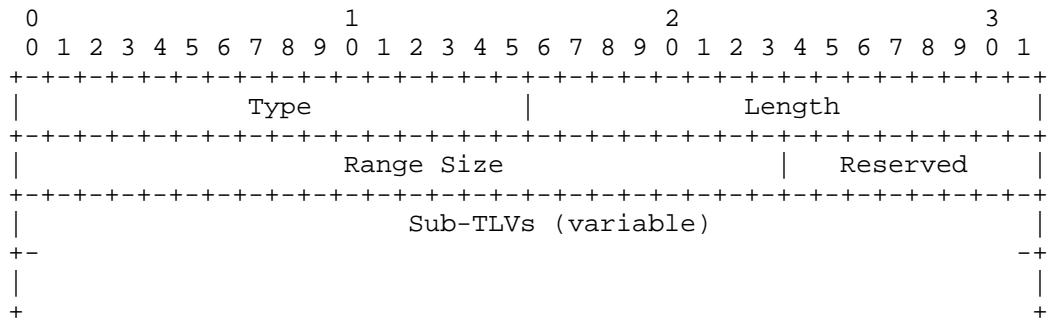 0                   1                   2                   3
 0 1 2 3 4 5 6 7 8 9 0 1 2 3 4 5 6 7 8 9 0 1 2 3 4 5 6 7 8 9 0 1
+-+-+-+-+-+-+-+-+-+-+-+-+-+-+-+-+-+-+-+-+-+-+-+-+-+-+-+-+-+-+-+-+
|              Type             |             Length            |
+-+-+-+-+-+-+-+-+-+-+-+-+-+-+-+-+-+-+-+-+-+-+-+-+-+-+-+-+-+-+-+-+
|                    Range Size                 |   Reserved    |
+-+-+-+-+-+-+-+-+-+-+-+-+-+-+-+-+-+-+-+-+-+-+-+-+-+-+-+-+-+-+-+-+
|                        Sub-TLVs (variable)                    |
+-                                                             -+
|                                                               |
+                                                               +